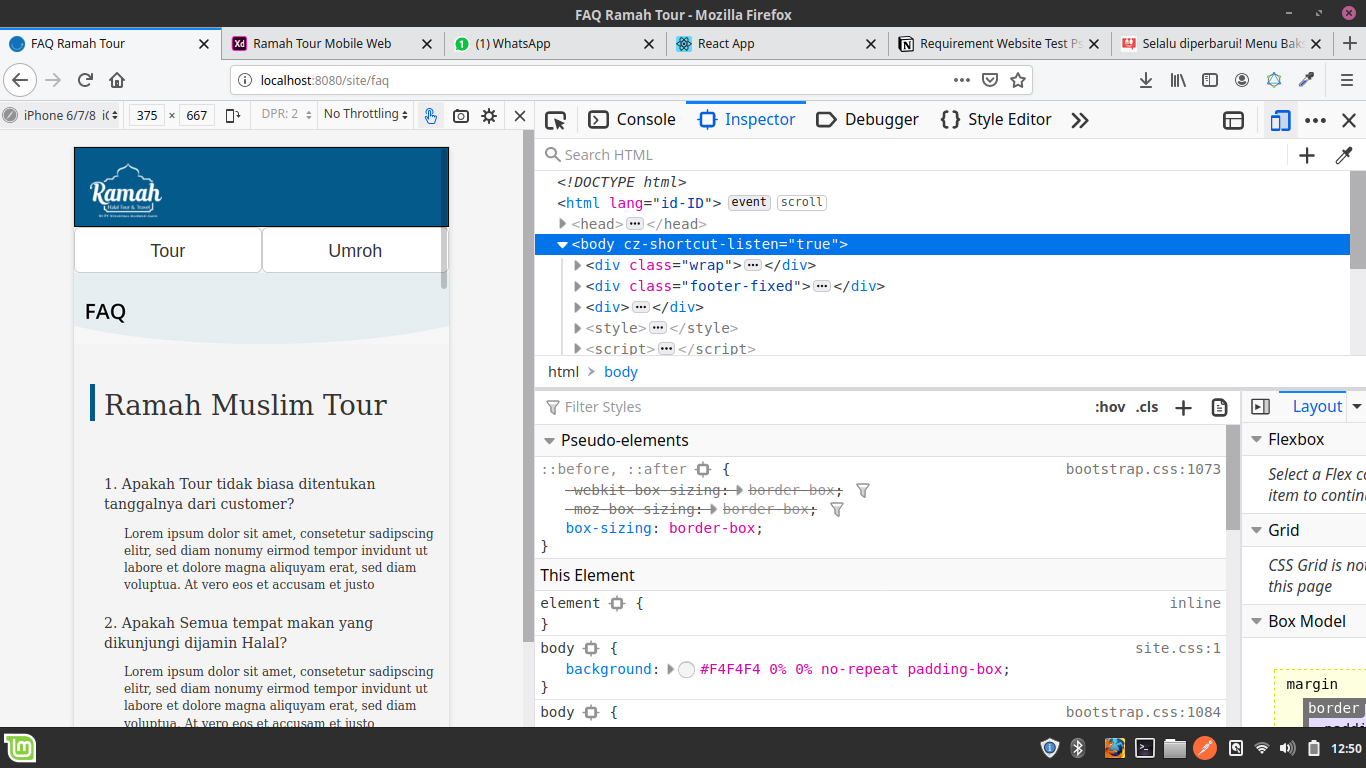 FAQ Ramah Tour - Mozilla Firefox
FAQ Ramah Tour
Xd Ramah Tour Mobile Web
1 (1) WhatsApp
React App
Requirement Website Test Ps
Selalu diperbarui! Menu Baks
localhost:8080/site/faq
iPhone 6/7/8 iO
375 × 667
DPR: 2
No Throttling
Console
Inspector
Debugger
{} Style Editor
Search HTML
<!DOCTYPE html>
<html lang="id-ID"> event scroll
<head> ••• </head>
<body cz-shortcut-listen="true">
<div class="wrap"> ••• </div>
<div class="footer-fixed"> ••• </div>
<div> ••• </div>
<style> ••• </style>
<script> ••• </script>
html > body
Ramah
Halal Tour & Travel
Tour
Umroh
FAQ
Ramah Muslim Tour
1. Apakah Tour tidak biasa ditentukan
tanggalnya dari customer?
Lorem ipsum dolor sit amet, consetetur sadipscing
elitr, sed diam nonumy eirmod tempor invidunt ut
labore et dolore magna aliquyam erat, sed diam
voluptua. At vero eos et accusam et justo
2. Apakah Semua tempat makan yang
dikunjungi dijamin Halal?
Lorem ipsum dolor sit amet, consetetur sadipscing
elitr, sed diam nonumy eirmod tempor invidunt ut
labore et dolore magna aliquyam erat, sed diam
voluptua. At vero eos et accusam et justo
Filter Styles
:hov .cls +
Pseudo-elements
::before, ::after {
bootstrap.css:1073
-webkit-box-sizing: border-box;
-moz-box-sizing: border-box;
box-sizing: border-box;
}
This Element
element {
inline
}
body {
site.css:1
background: #F4F4F4 0% 0% no-repeat padding-box;
}
body {
bootstrap.css:1084
Layout
Flexbox
Select a Flex co
item to continu
Grid
CSS Grid is not
this page
Box Model
margin
border
paddi
12:50